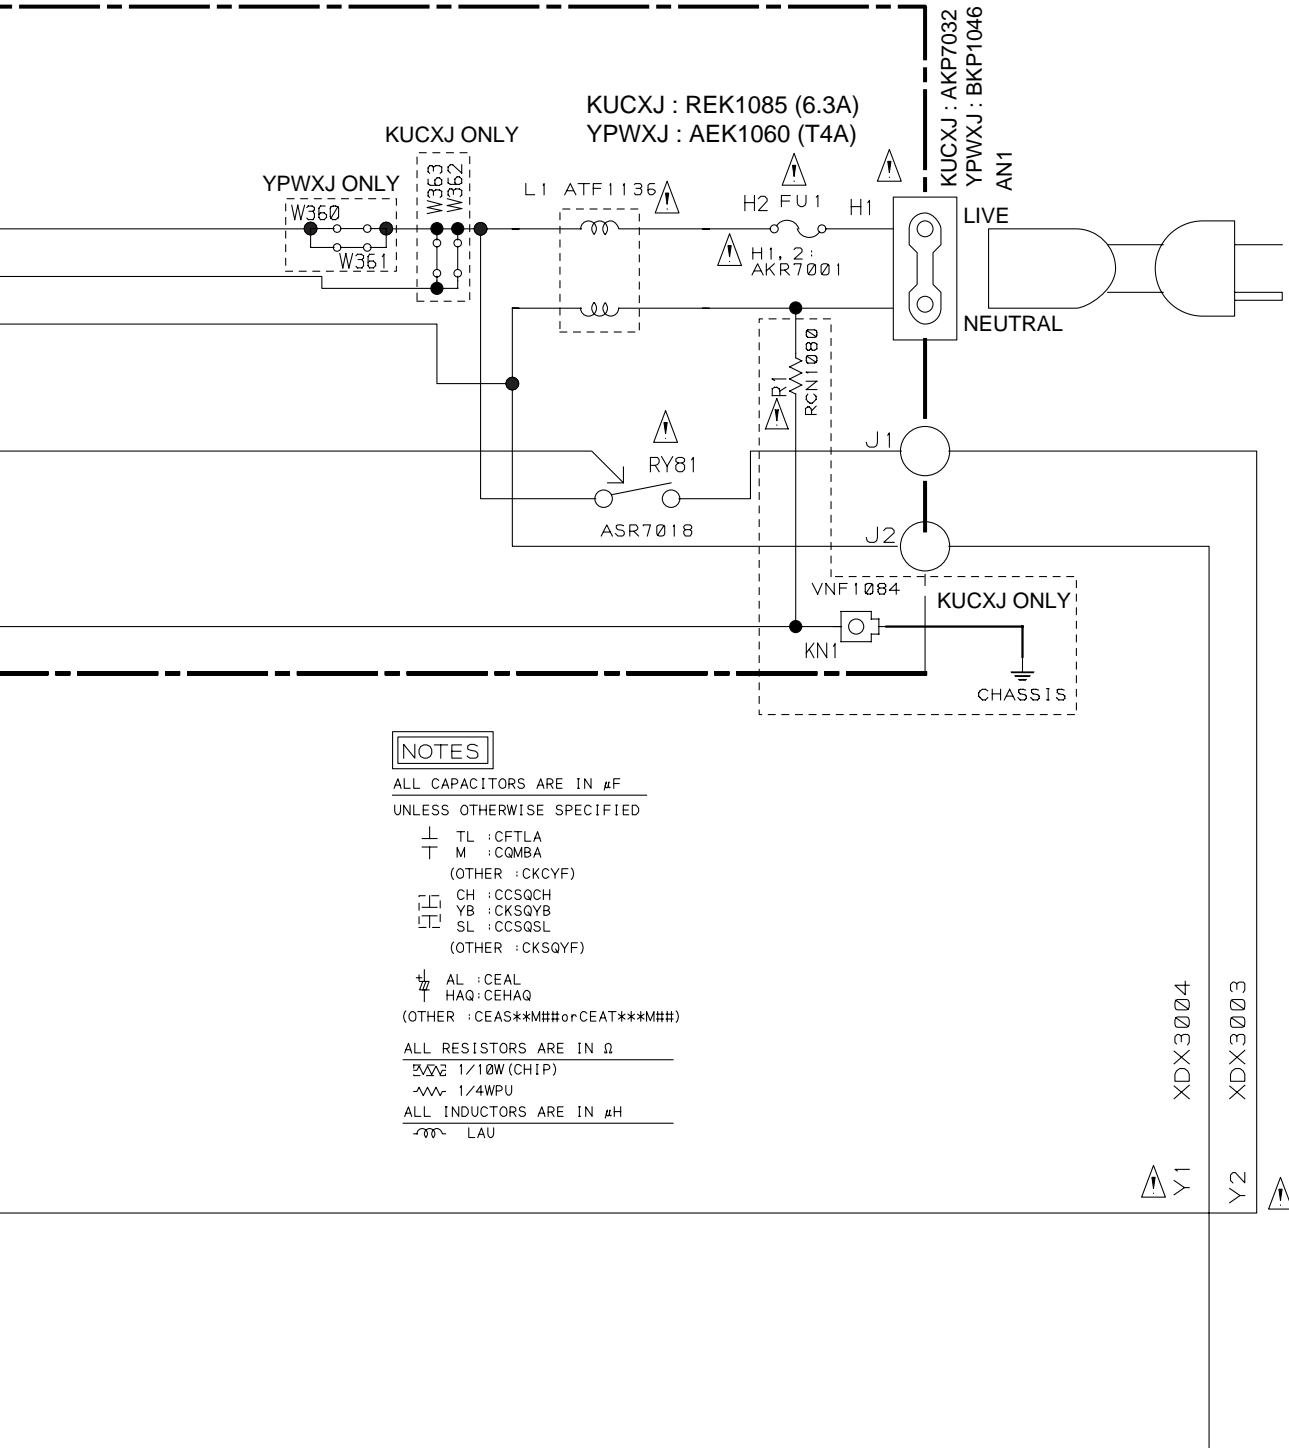 KUCXJ : AKP7032
YPWXJ : BKP1046
AN1
KUCXJ : REK1085 (6.3A)
YPWXJ : AEK1060 (T4A)
KUCXJ ONLY
YPWXJ ONLY
W363
W362
L1 ATF1136
H2 FU1
H1
W360
W361
H1, 2:
AKR7001
LIVE
NEUTRAL
R1
RCN1080
J1
RY81
ASR7018
J2
VNF1084
KUCXJ ONLY
KN1
CHASSIS
NOTES
ALL CAPACITORS ARE IN μF
UNLESS OTHERWISE SPECIFIED
TL :CFTLA
M :CQMBA
(OTHER :CKCYF)
CH :CCSQCH
YB :CKSQYB
SL :CCSQSL
(OTHER :CKSQYF)
AL :CEAL
HAQ:CEHAQ
(OTHER :CEAS**M##orCEAT***M##)
ALL RESISTORS ARE IN Ω
1/10W(CHIP)
1/4WPU
ALL INDUCTORS ARE IN μH
LAU
Y1 XDX3004
Y2 XDX3003